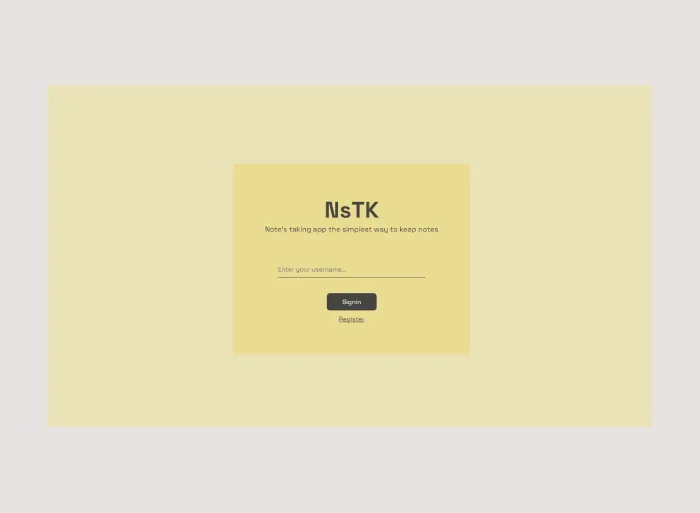 NsTK
Note's taking app the simplest way to keep notes
Enter your username...
Signin
Register